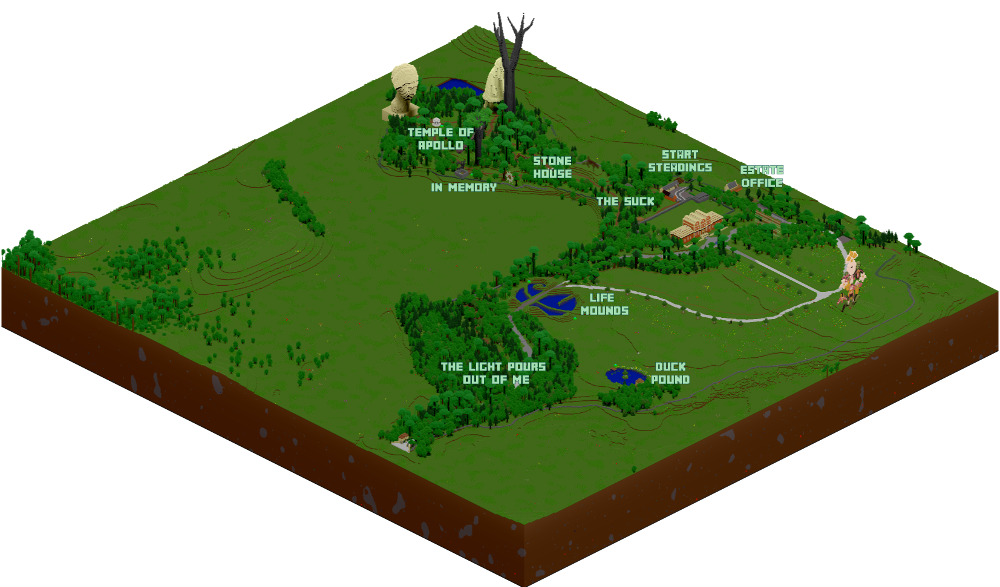 TEMPLE OF
APOLLO
STONE
HOUSE
START
STEADINGS
ESTATE
OFFICE
IN MEMORY
THE SUCK
LIFE
MOUNDS
THE LIGHT POURS
OUT OF ME
DUCK
POUND